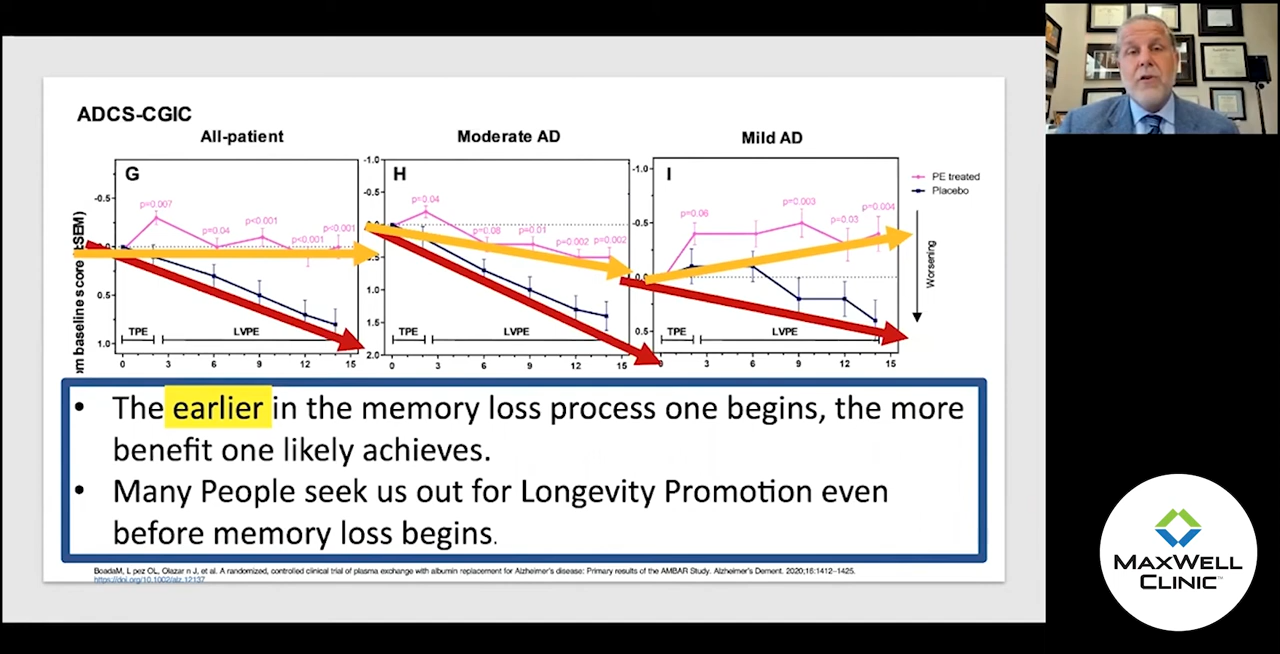 ADCS-CGIC
All-patient
Moderate AD
Mild AD
G
H
I
-0.5
0.5
1.0
-1.0
-0.5
0.0
0.5
1.0
1.5
2.0
-1.0
-0.5
0.0
0.5
p=0.007
p=0.04
p<0.001
p<0.001
p<0.001
p=0.04
p=0.08
p=0.01
p=0.002
p=0.002
p=0.06
p=0.003
p=0.03
p=0.004
TPE
LVPE
TPE
LVPE
TPE
LVPE
0 3 6 9 12 15
0 3 6 9 12 15
0 3 6 9 12 15
om baseline score
SEM)
PE treated
Placebo
Worsening
• The earlier in the memory loss process one begins, the more
benefit one likely achieves.
• Many People seek us out for Longevity Promotion even
before memory loss begins.
BoadaM, L pez OL, Olazar n J, et al. A randomized, controlled clinical trial of plasma exchange with albumin replacement for Alzheimer's disease: Primary results of the AMBAR Study. Alzheimer's Dement. 2020;16:1412–1425.
https://doi.org/10.1002/alz.12137
MAXWELL
CLINIC™